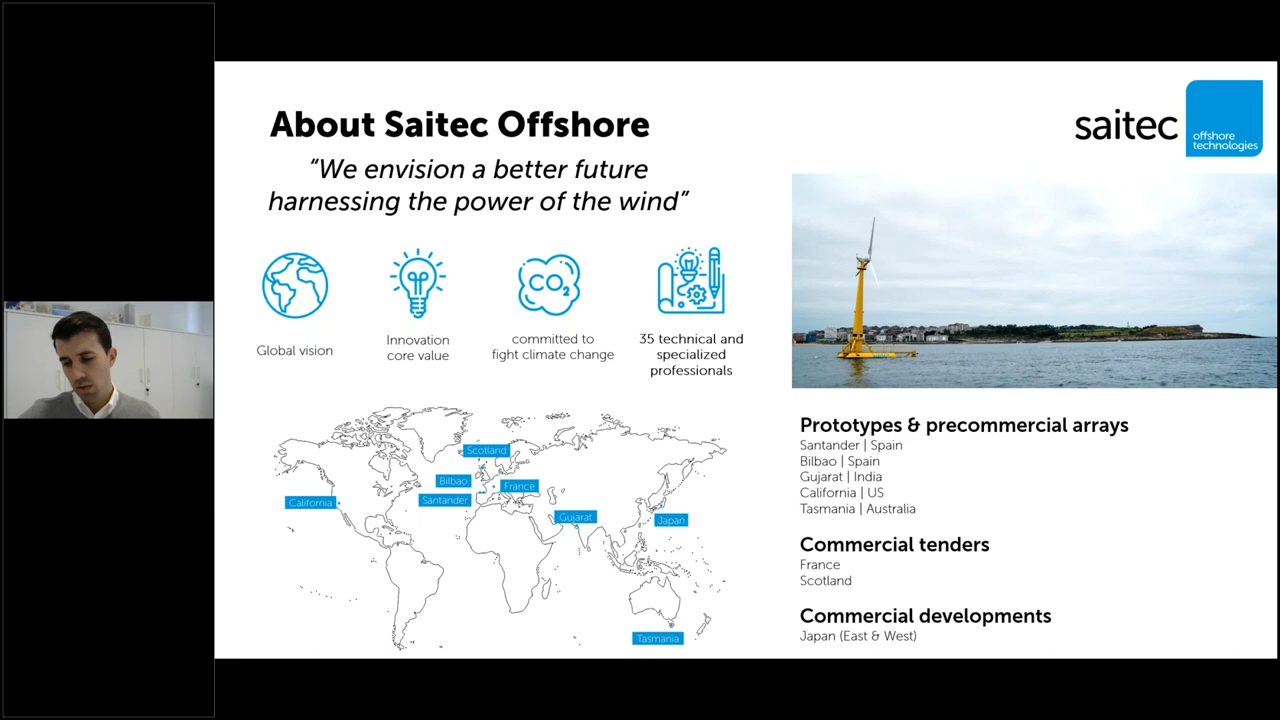 About Saitec Offshore
“We envision a better future
harnessing the power of the wind”
saitec
offshore
technologies
Global vision
Innovation
core value
CO2
committed to
fight climate change
35 technical and
specialized
professionals
Scotland
Bilbao
France
Santander
California
Gujarat
Japan
Tasmania
Prototypes & precommercial arrays
Santander | Spain
Bilbao | Spain
Gujarat | India
California | US
Tasmania | Australia
Commercial tenders
France
Scotland
Commercial developments
Japan (East & West)